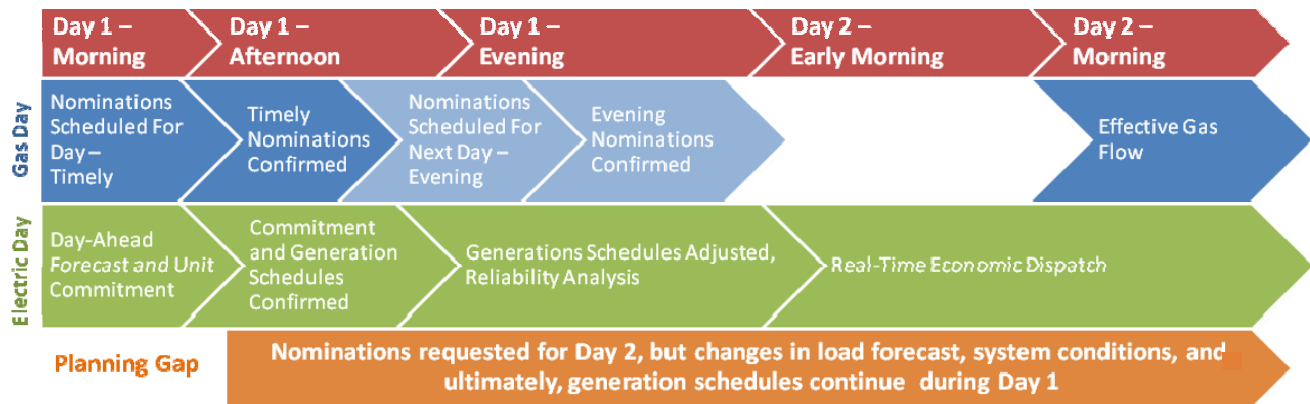 Day 1 –
Morning
Day 1 –
Afternoon
Day 1 –
Evening
Day 2 –
Early Morning
Day 2 –
Morning
Gas Day
Nominations
Scheduled For
Day –
Timely
Timely
Nominations
Confirmed
Nominations
Scheduled For
Next Day –
Evening
Evening
Nominations
Confirmed
Effective Gas
Flow
Electric Day
Day-Ahead
Forecast and Unit
Commitment
Commitment
and Generation
Schedules
Confirmed
Generations Schedules Adjusted,
Reliability Analysis
Real-Time Economic Dispatch
Planning Gap
Nominations requested for Day 2, but changes in load forecast, system conditions, and
ultimately, generation schedules continue during Day 1